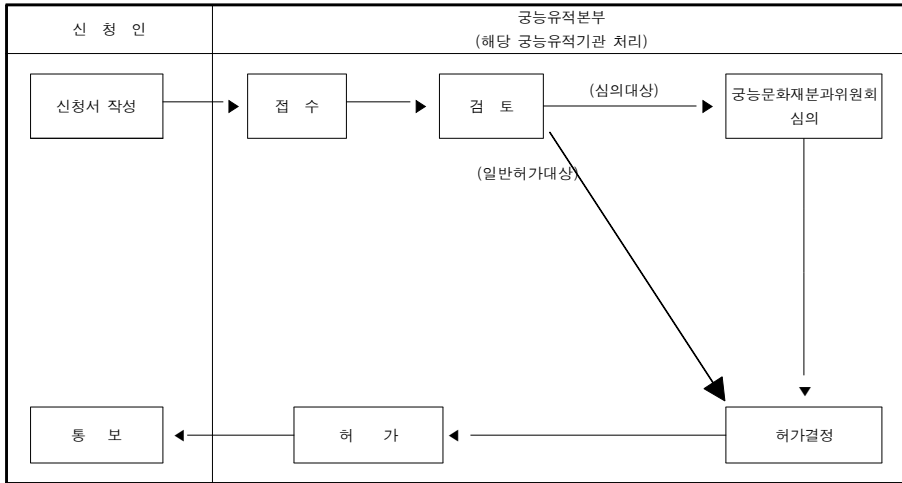 신 청 인
궁능유적본부
(해당 궁능유적기관 처리)
신청서 작성
접 수
검 토
(심의대상)
궁능문화재분과위원회
심의
(일반허가대상)
통 보
허 가
허가결정